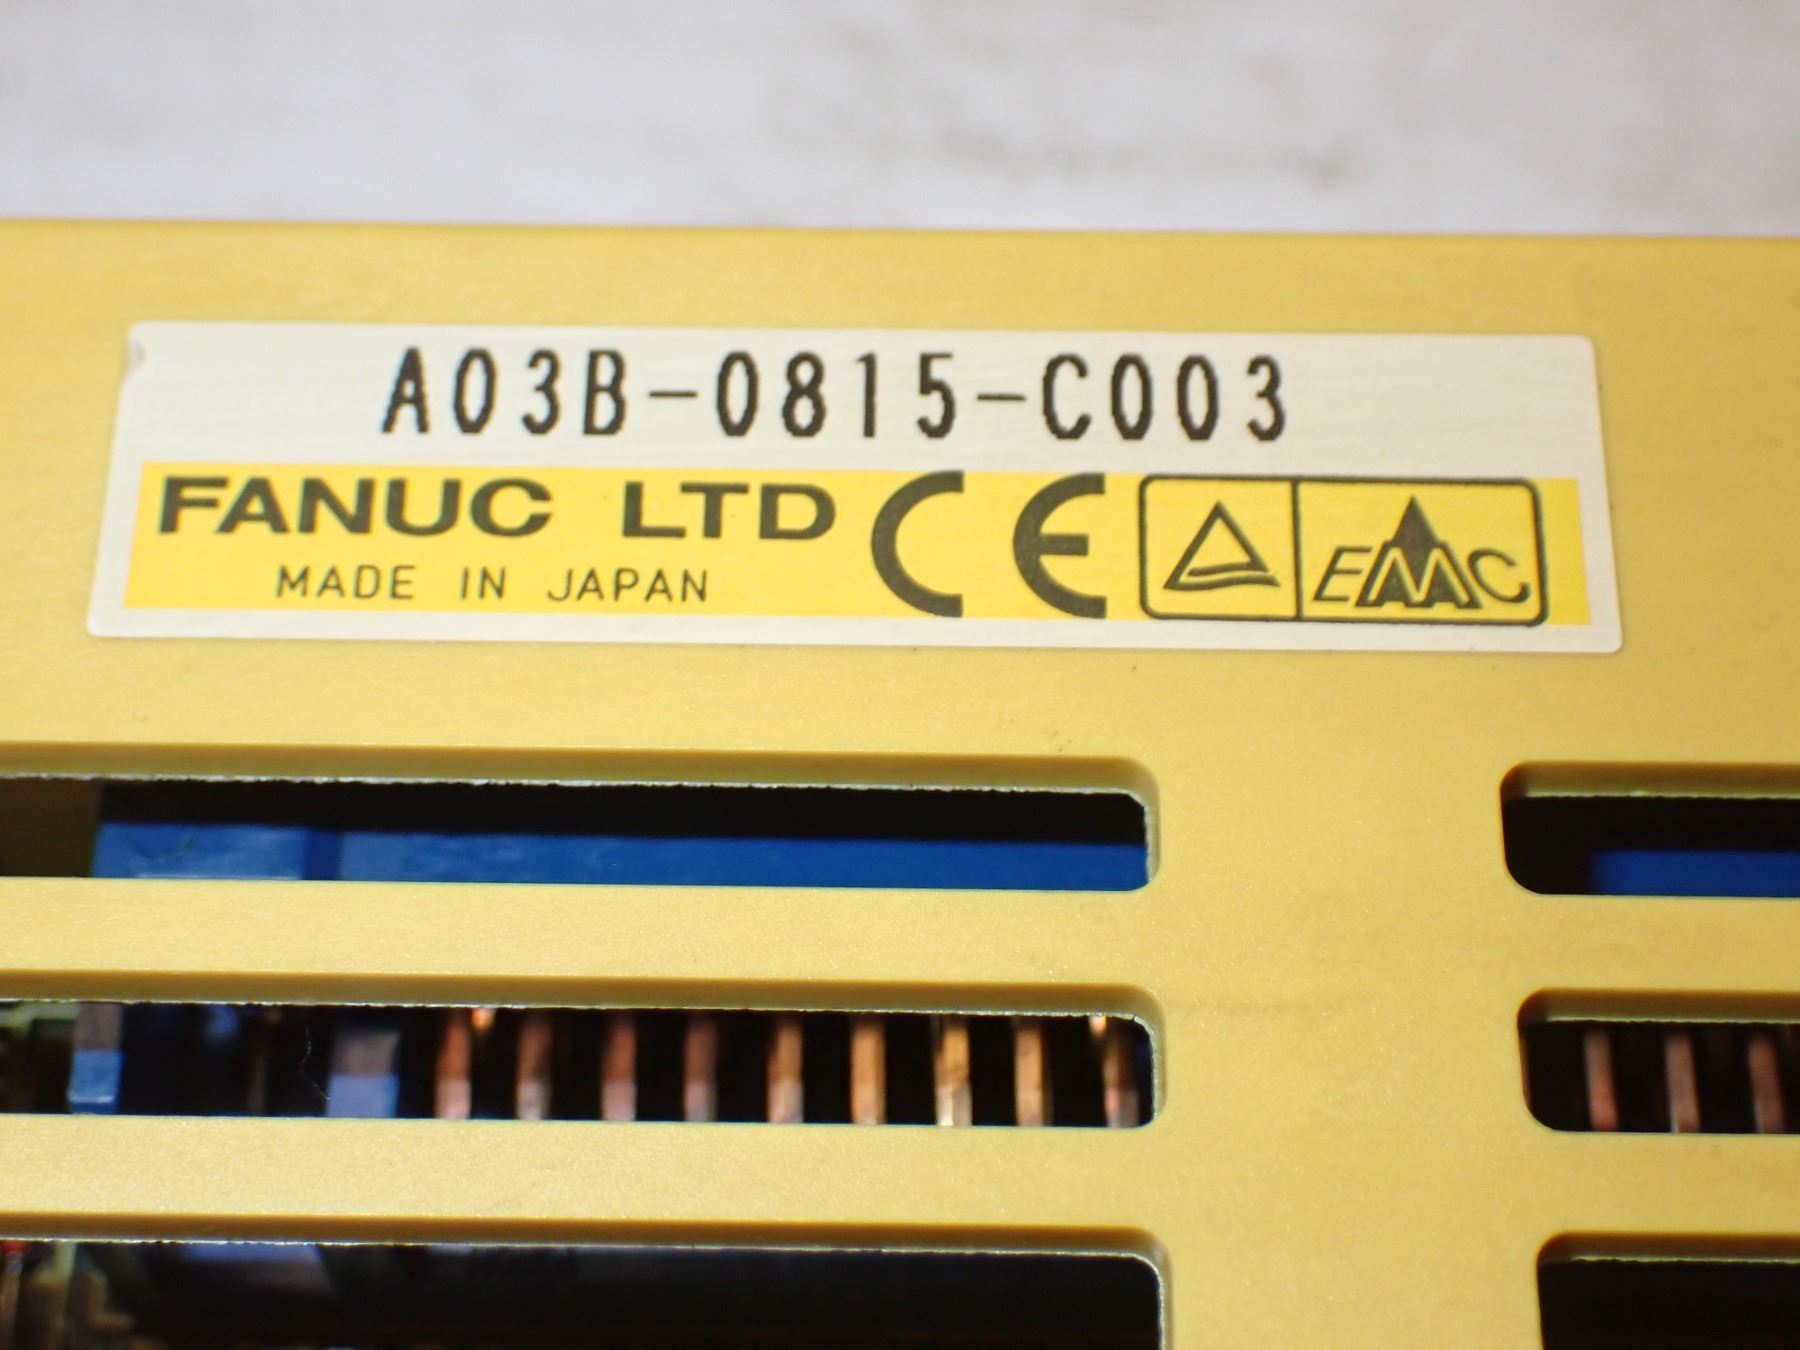 A03B-0815-C003
FANUC LTD CE EMC
MADE IN JAPAN